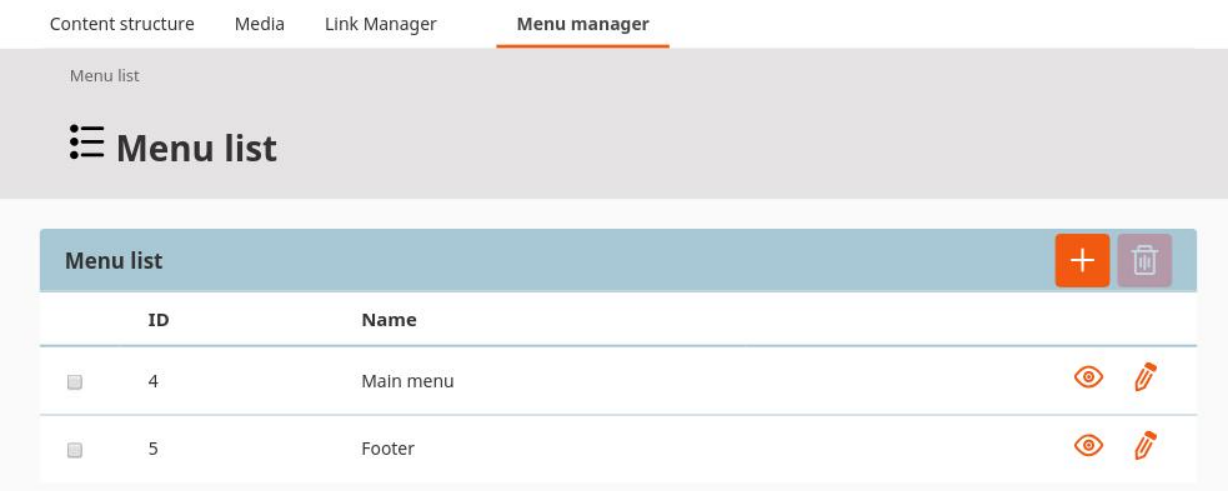 Content structure Media Link Manager Menu manager
Menu list
Menu list
Menu list
ID Name
4 Main menu
5 Footer